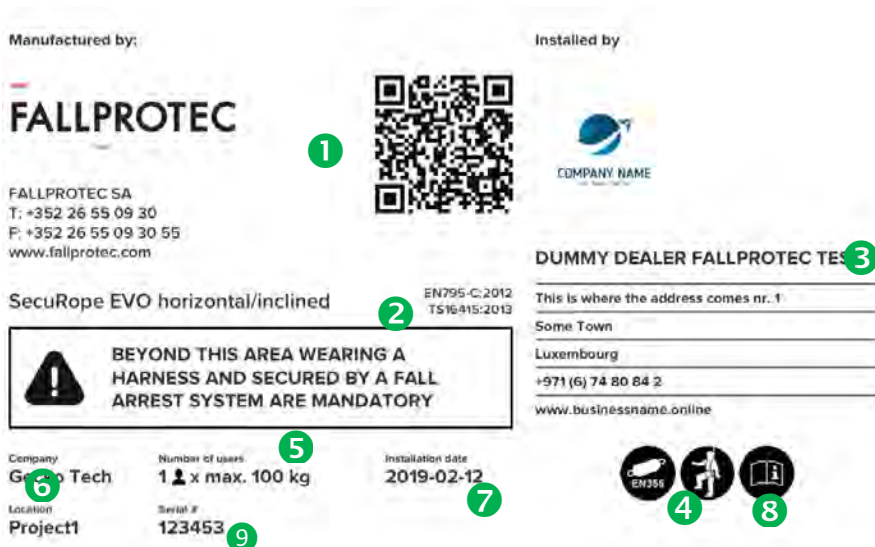 Manufactured by:
FALLPROTEC
1
FALLPROTEC SA
T: +352 26 55 09 30
F: +352 26 55 09 30 55
www.fallprotec.com
SecuRope EVO horizontal/inclined
EN795-C:2012
TS16415:2013
2
BEYOND THIS AREA WEARING A
HARNESS AND SECURED BY A FALL
ARREST SYSTEM ARE MANDATORY
Company
Tech
6
Number of users
5
1 x max. 100 kg
Installation date
2019-02-12
7
Location
Project1
Serial #
123453
9
Installed by
COMPANY NAME
DUMMY DEALER FALLPROTEC
3
This is where the address comes nr. 1
Some Town
Luxembourg
+971 (6) 74 80 84 2
www.businessname.online
EN355
4
8